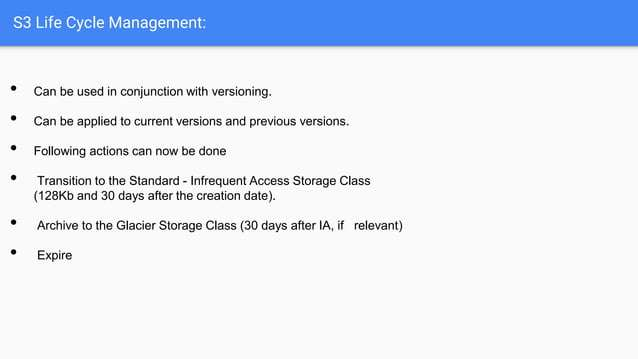 S3 Life Cycle Management:
• Can be used in conjunction with versioning.
• Can be applied to current versions and previous versions.
• Following actions can now be done
• Transition to the Standard - Infrequent Access Storage Class
(128Kb and 30 days after the creation date).
• Archive to the Glacier Storage Class (30 days after IA, if relevant)
• Expire